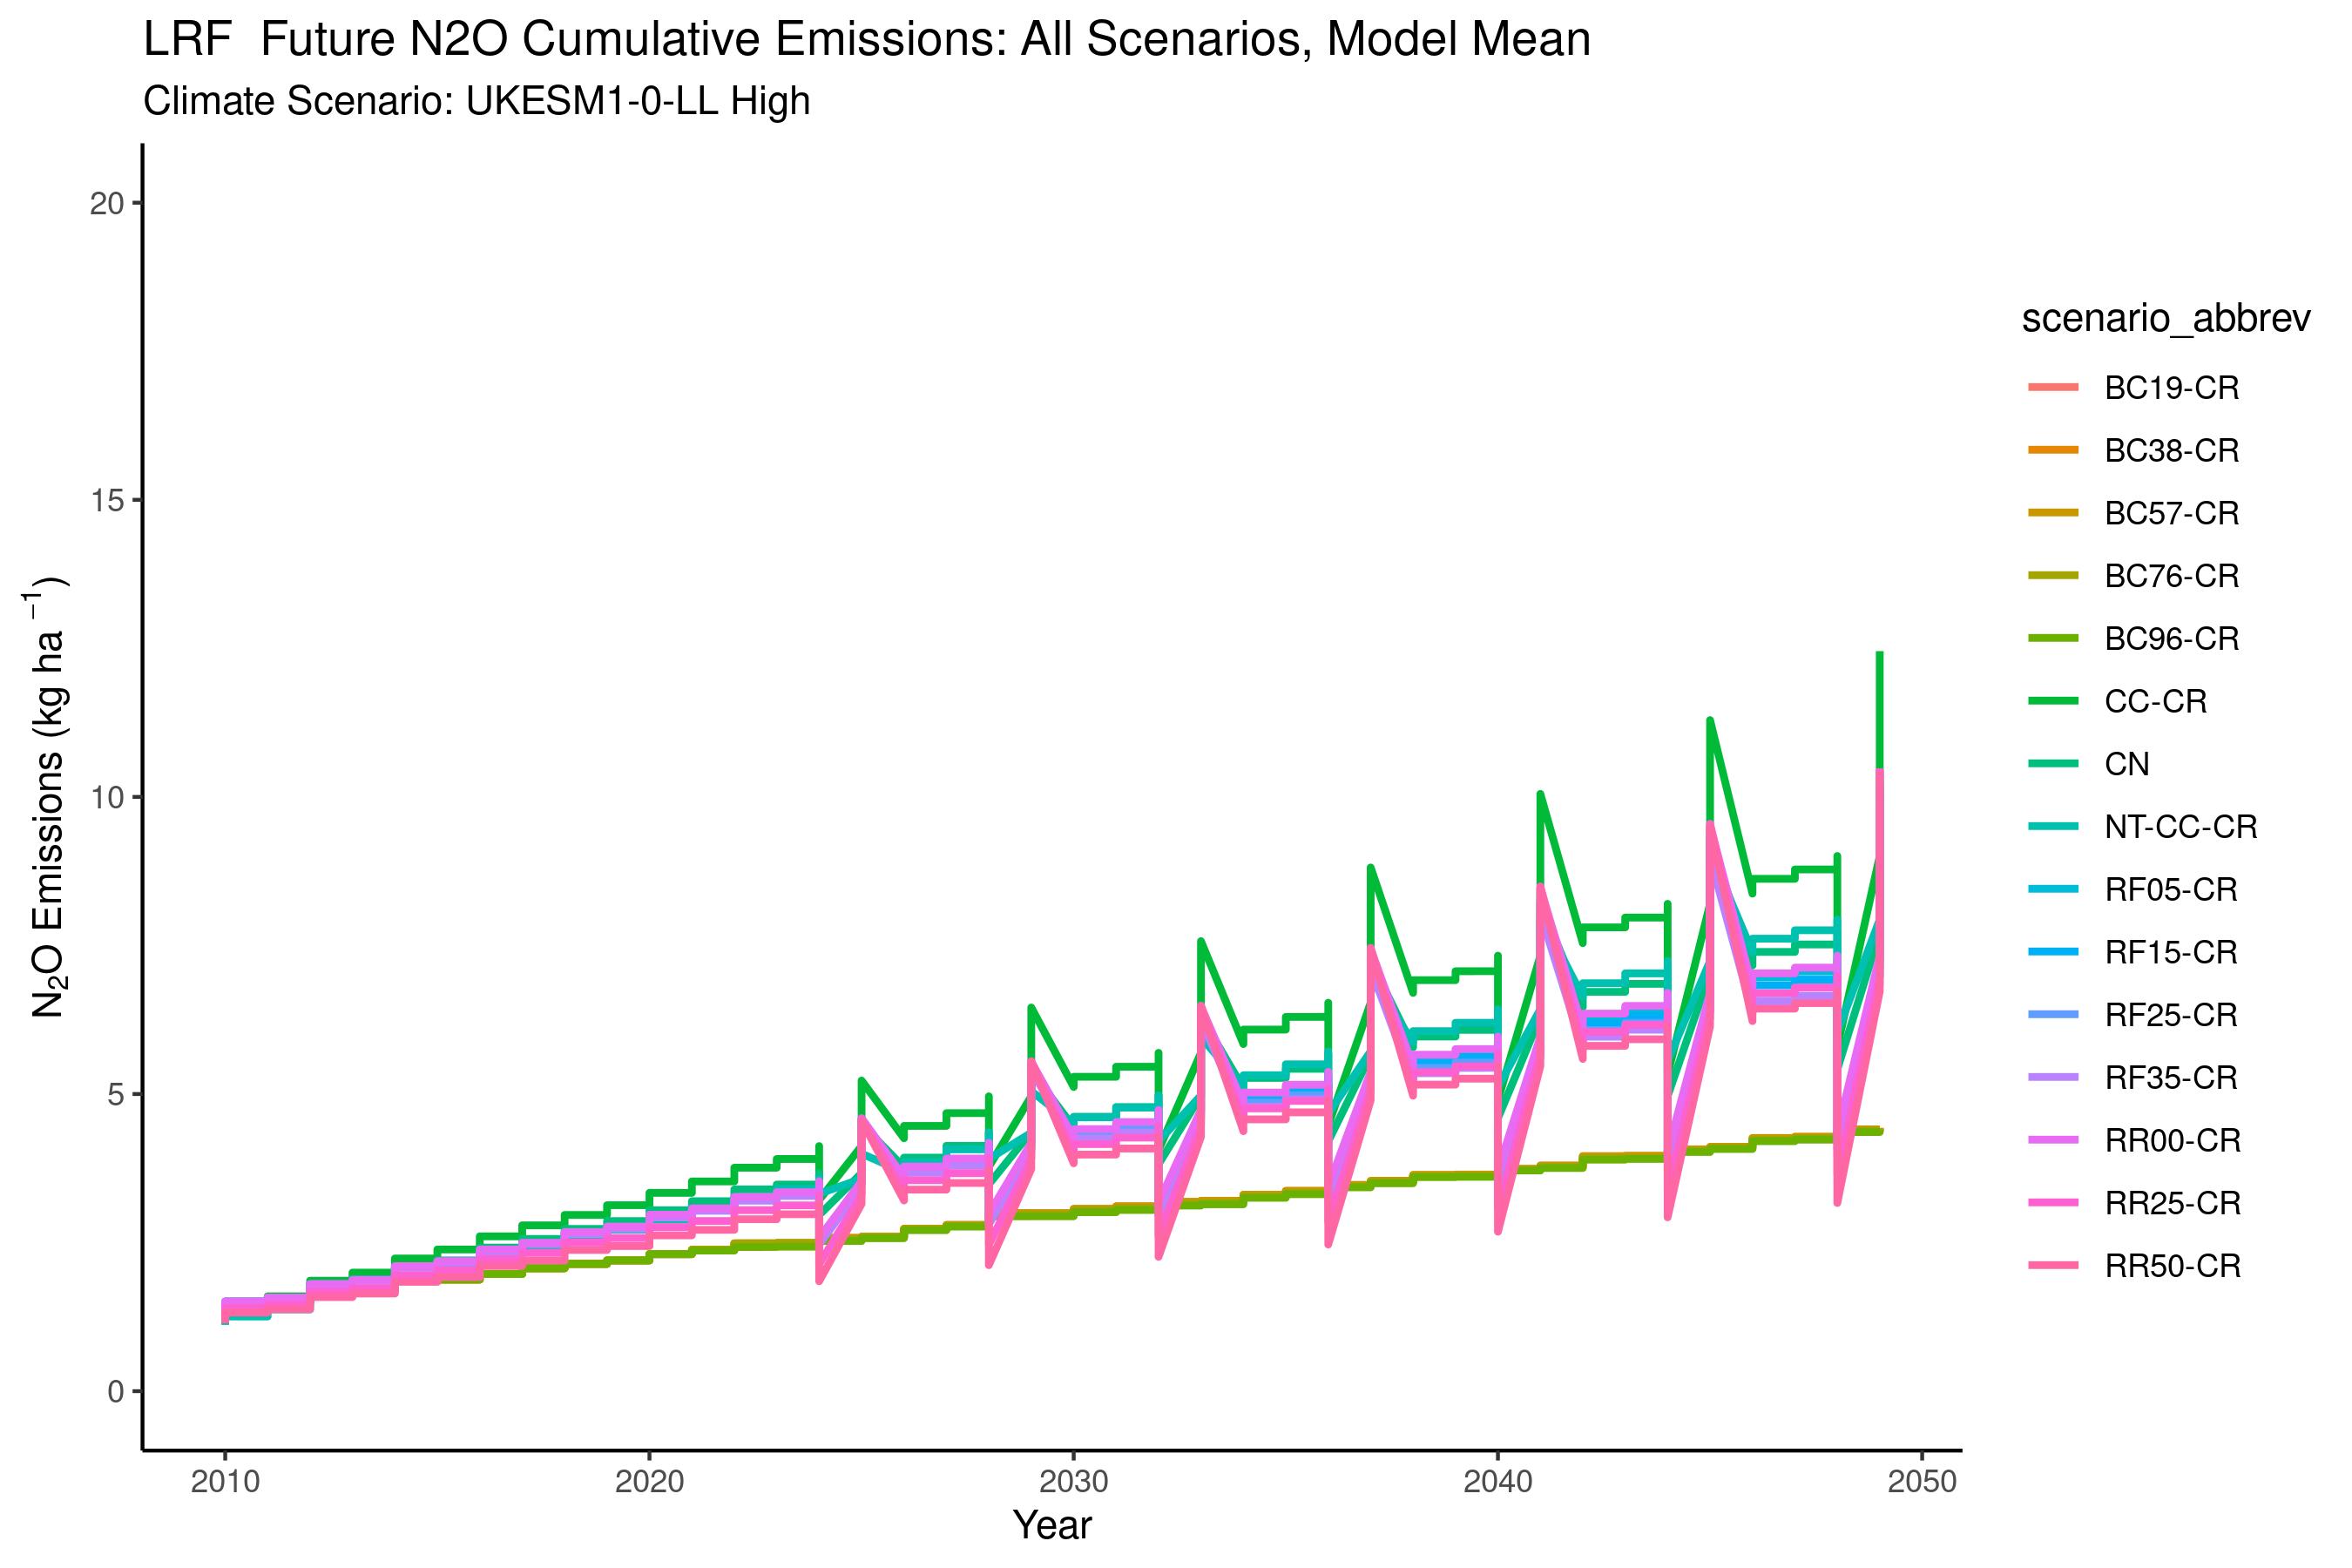 LRF  Future N2O Cumulative Emissions: All Scenarios, Model Mean
Climate Scenario: UKESM1-0-LL High
N₂O Emissions (kg ha ⁻¹)
20
15
10
5
0
2010
2020
2030
2040
2050
Year
scenario_abbrev
BC19-CR
BC38-CR
BC57-CR
BC76-CR
BC96-CR
CC-CR
CN
NT-CC-CR
RF05-CR
RF15-CR
RF25-CR
RF35-CR
RR00-CR
RR25-CR
RR50-CR